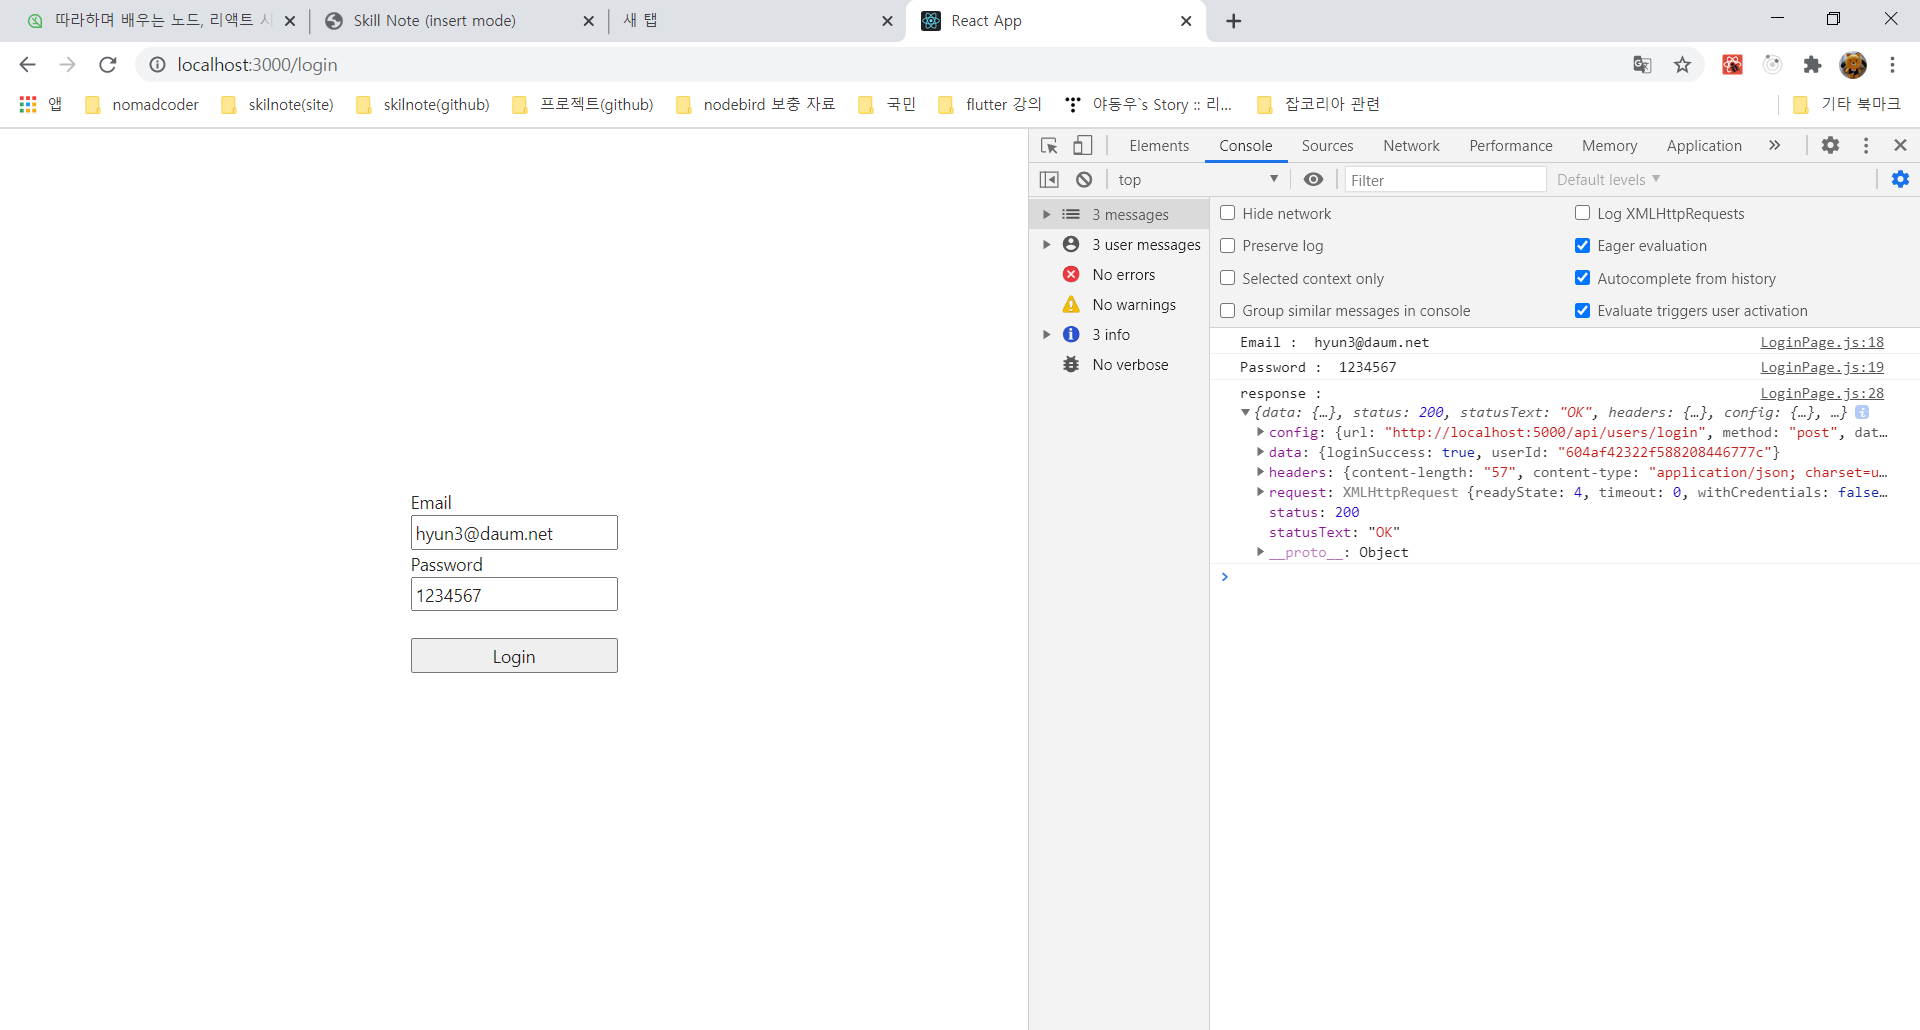 따라하며 배우는 노드, 리액트 시
Skill Note (insert mode)
새 탭
React App
localhost:3000/login
앱
nomadcoder
skilnote(site)
skilnote(github)
프로젝트(github)
nodebird 보충 자료
국민
flutter 강의
야동우`s Story :: 리...
잡코리아 관련
기타 북마크
Elements
Console
Sources
Network
Performance
Memory
Application
top
Filter
Default levels
3 messages
3 user messages
No errors
No warnings
3 info
No verbose
Hide network
Log XMLHttpRequests
Preserve log
Eager evaluation
Selected context only
Autocomplete from history
Group similar messages in console
Evaluate triggers user activation
Email : hyun3@daum.net LoginPage.js:18
Password : 1234567 LoginPage.js:19
response : LoginPage.js:28
{data: {…}, status: 200, statusText: "OK", headers: {…}, config: {…}, …}
config: {url: "http://localhost:5000/api/users/login", method: "post", dat…
data: {loginSuccess: true, userId: "604af42322f588208446777c"}
headers: {content-length: "57", content-type: "application/json; charset=u…
request: XMLHttpRequest {readyState: 4, timeout: 0, withCredentials: false…
status: 200
statusText: "OK"
__proto__: Object
Email
hyun3@daum.net
Password
1234567
Login